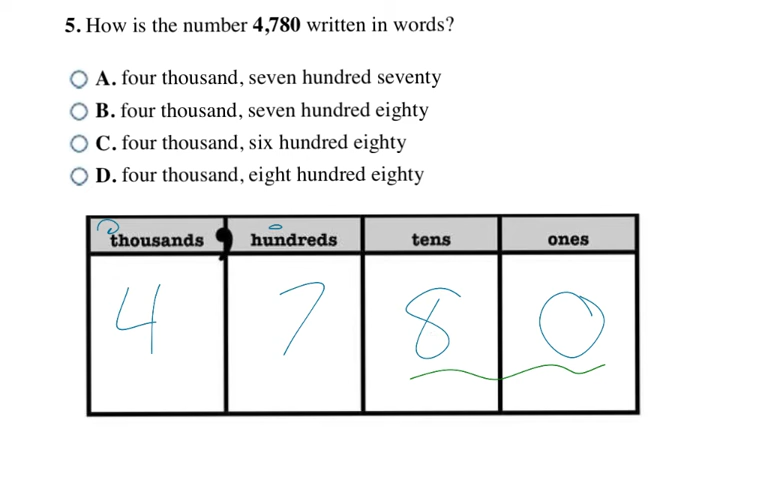 5. How is the number 4,780 written in words?
A. four thousand, seven hundred seventy
B. four thousand, seven hundred eighty
C. four thousand, six hundred eighty
D. four thousand, eight hundred eighty
thousands , hundreds tens ones
4 7 8 0